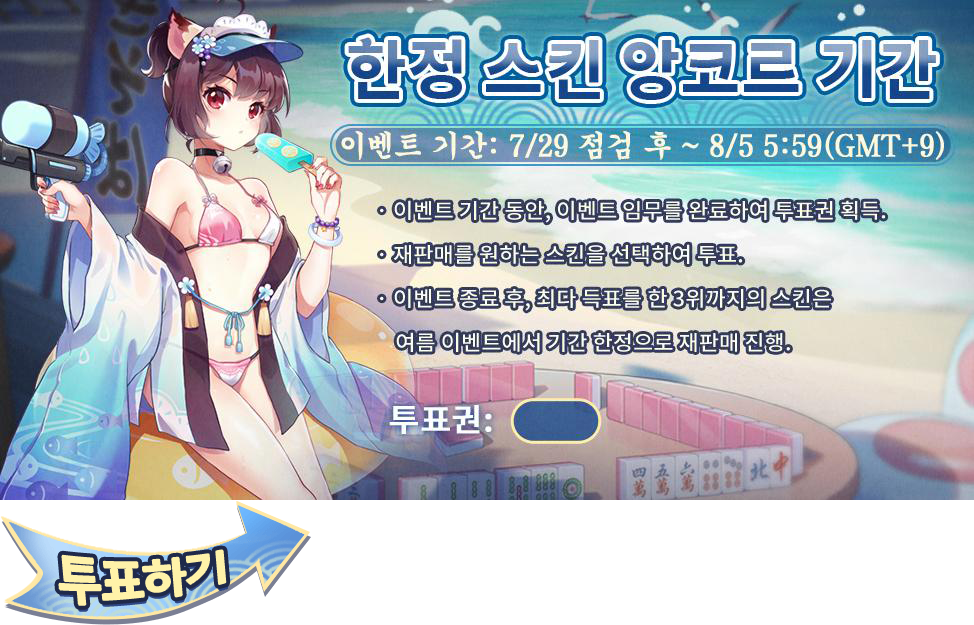 한정 스킨 앙코르 기간
이벤트 기간: 7/29 점검 후 ~ 8/5 5:59(GMT+9)
· 이벤트 기간 동안, 이벤트 임무를 완료하여 투표권 획득.
· 재판매를 원하는 스킨을 선택하여 투표.
· 이벤트 종료 후, 최다 득표를 한 3위까지의 스킨은
여름 이벤트에서 기간 한정으로 재판매 진행.
투표권:
四萬 五萬 六萬 北 中
투표하기